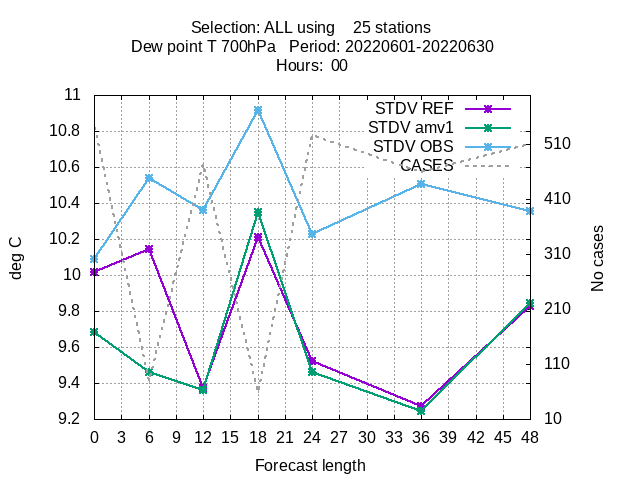 Selection: ALL using    25 stations
Dew point T 700hPa   Period: 20220601-20220630
Hours:  00
STDV REF
STDV amv1
STDV OBS
CASES
11
10.8
10.6
10.4
10.2
10
9.8
9.6
9.4
9.2
deg C
510
410
310
210
110
10
No cases
0 3 6 9 12 15 18 21 24 27 30 33 36 39 42 45 48
Forecast length